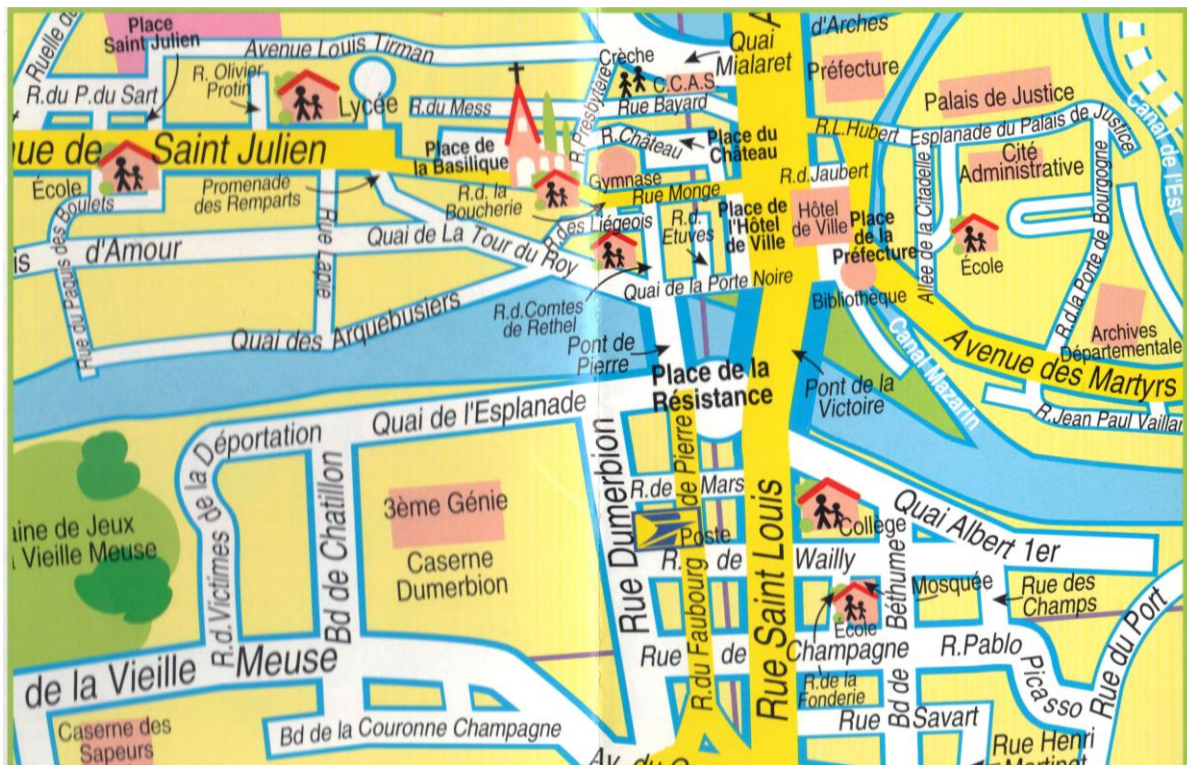 Ruelle de
Place
Saint Julien
Avenue Louis Tirman
Crèche
Quai
Mialaret
d'Arches
Préfecture
R. Olivier
Protin
R.du P.du Sart
Lycée
R.du Mess
R. Presbytère
C.C.A.S.
Rue Bayard
Palais de Justice
Canal de l'Est
ue de Saint Julien
Place de
la Basilique
R.Château
Place du
Château
R.L.Hubert
Esplanade du Palais de Justice
Cité
Administrative
École
Promenade
des Remparts
R.d. la
Boucherie
Gymnase
Rue Monge
R.d.Jaubert
Allée de la Citadelle
R.d.la Porte de Bourgogne
Rue du Paquis des Boulets
Rue Lapie
R.des Liégeois
R.d.
Etuves
Place de
l'Hôtel
de Ville
Hôtel
de Ville
Place
de la
Préfecture
École
is
d'Amour
Quai de La Tour du Roy
Quai de la Porte Noire
Bibliothèque
R.d.Comtes
de Rethel
Quai des Arquebusiers
Pont de
Pierre
Canal Mazarin
Archives
Départementale
Avenue des Martyrs
Place de la
Résistance
Pont de la
Victoire
R.Jean Paul Vaillan
Quai de l'Esplanade
R.d.Victimes de la Déportation
Bd de Chatillon
Rue Dumerbion
R.du Faubourg de Pierre
Rue Saint Louis
R.de Mars
3ème Génie
Caserne
Dumerbion
aine de Jeux
Vieille Meuse
Poste
Collège
Quai Albert 1er
R. de Wailly
Bd de Béthume
Mosquée
Rue des
Champs
Rue du Port
École
Rue de Champagne
R.Pablo Picasso
de la Vieille Meuse
R.de la
Fonderie
Rue Savart
Caserne des
Sapeurs
Bd de la Couronne Champagne
Av. du
Rue Henri
Martinet